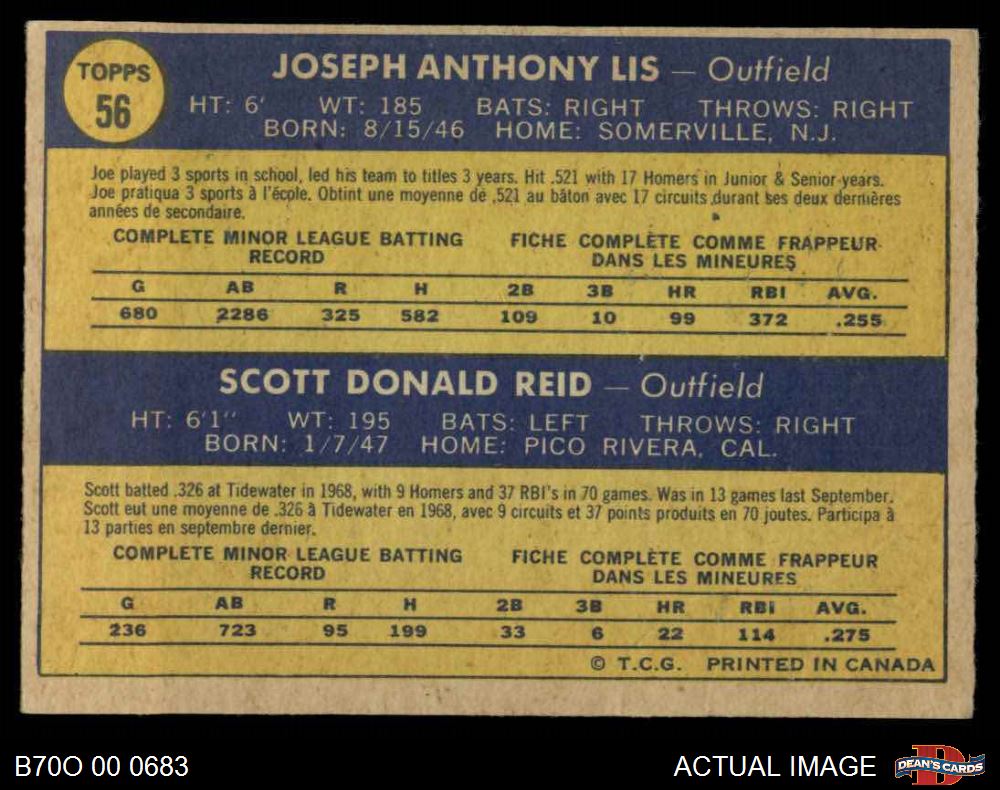 TOPPS
56
JOSEPH ANTHONY LIS — Outfield
HT: 6' WT: 185 BATS: RIGHT THROWS: RIGHT
BORN: 8/15/46 HOME: SOMERVILLE, N.J.
Joe played 3 sports in school, led his team to titles 3 years. Hit .521 with 17 Homers in Junior & Senior years.
Joe pratiqua 3 sports à l'école. Obtint une moyenne de .521 au bâton avec 17 circuits durant ses deux dernières
années de secondaire.
COMPLETE MINOR LEAGUE BATTING
RECORD
FICHE COMPLÈTE COMME FRAPPEUR
DANS LES MINEURES
G AB R H 2B 3B HR RBI AVG.
680 2286 325 582 109 10 99 372 .255
SCOTT DONALD REID — Outfield
HT: 6'1" WT: 195 BATS: LEFT THROWS: RIGHT
BORN: 1/7/47 HOME: PICO RIVERA, CAL.
Scott batted .326 at Tidewater in 1968, with 9 Homers and 37 RBI's in 70 games. Was in 13 games last September.
Scott eut une moyenne de .326 à Tidewater en 1968, avec 9 circuits et 37 points produits en 70 joutes. Participa à
13 parties en septembre dernier.
COMPLETE MINOR LEAGUE BATTING
RECORD
FICHE COMPLÈTE COMME FRAPPEUR
DANS LES MINEURES
G AB R H 2B 3B HR RBI AVG.
236 723 95 199 33 6 22 114 .275
© T.C.G. PRINTED IN CANADA
B70O 00 0683
ACTUAL IMAGE
DEAN'S CARDS